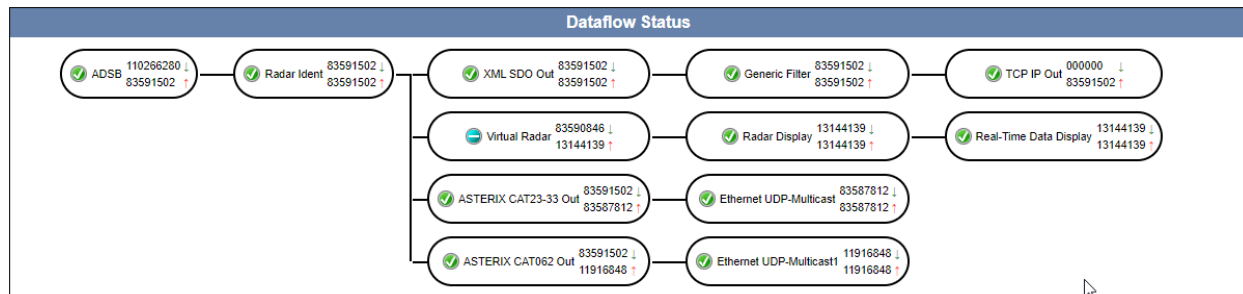 Dataflow Status
ADSB 110266280 ↓
83591502 ↑
Radar Ident 83591502 ↓
83591502 ↑
XML SDO Out 83591502 ↓
83591502 ↑
Generic Filter 83591502 ↓
83591502 ↑
TCP IP Out 000000 ↓
83591502 ↑
Virtual Radar 83590846 ↓
13144139 ↑
Radar Display 13144139 ↓
13144139 ↑
Real-Time Data Display 13144139 ↓
13144139 ↑
ASTERIX CAT23-33 Out 83591502 ↓
83587812 ↑
Ethernet UDP-Multicast 83587812 ↓
83587812 ↑
ASTERIX CAT062 Out 83591502 ↓
11916848 ↑
Ethernet UDP-Multicast1 11916848 ↓
11916848 ↑